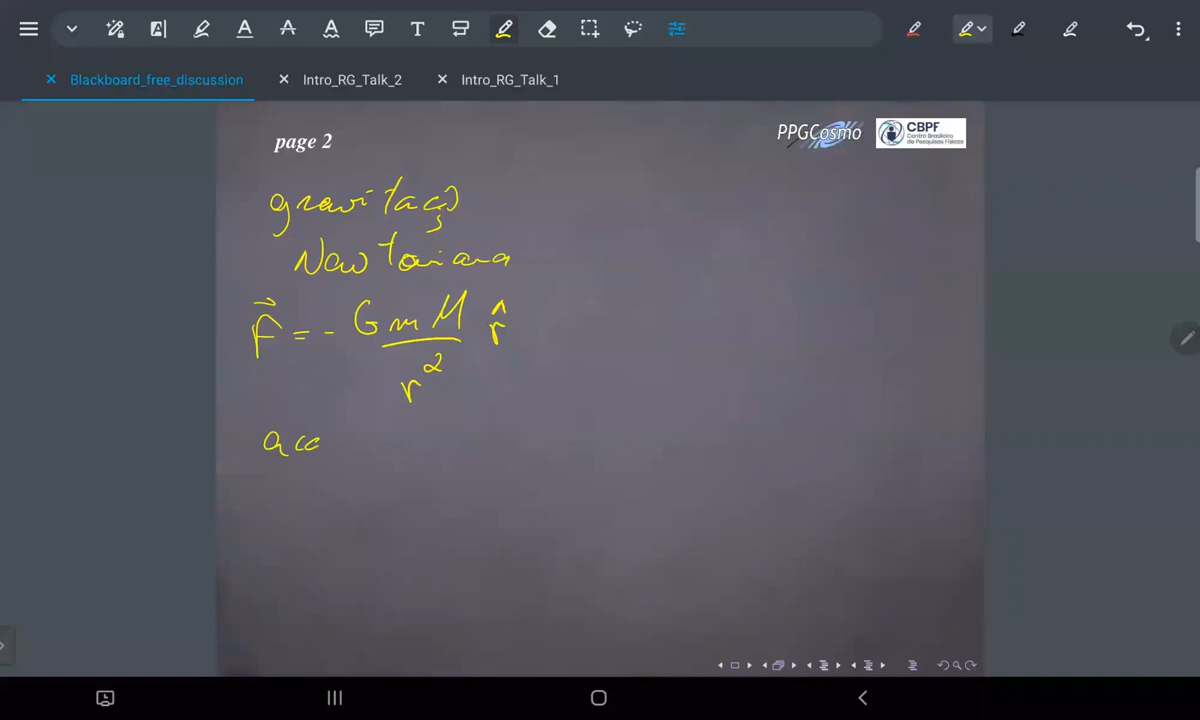 Blackboard_free_discussion
Intro_RG_Talk_2
Intro_RG_Talk_1
page 2
PPGCosmo
CBPF
Centro Brasileiro
de Pesquisas Físicas
gravitação
Newtoniana
F⃗ = - GmM/r² r̂
acc